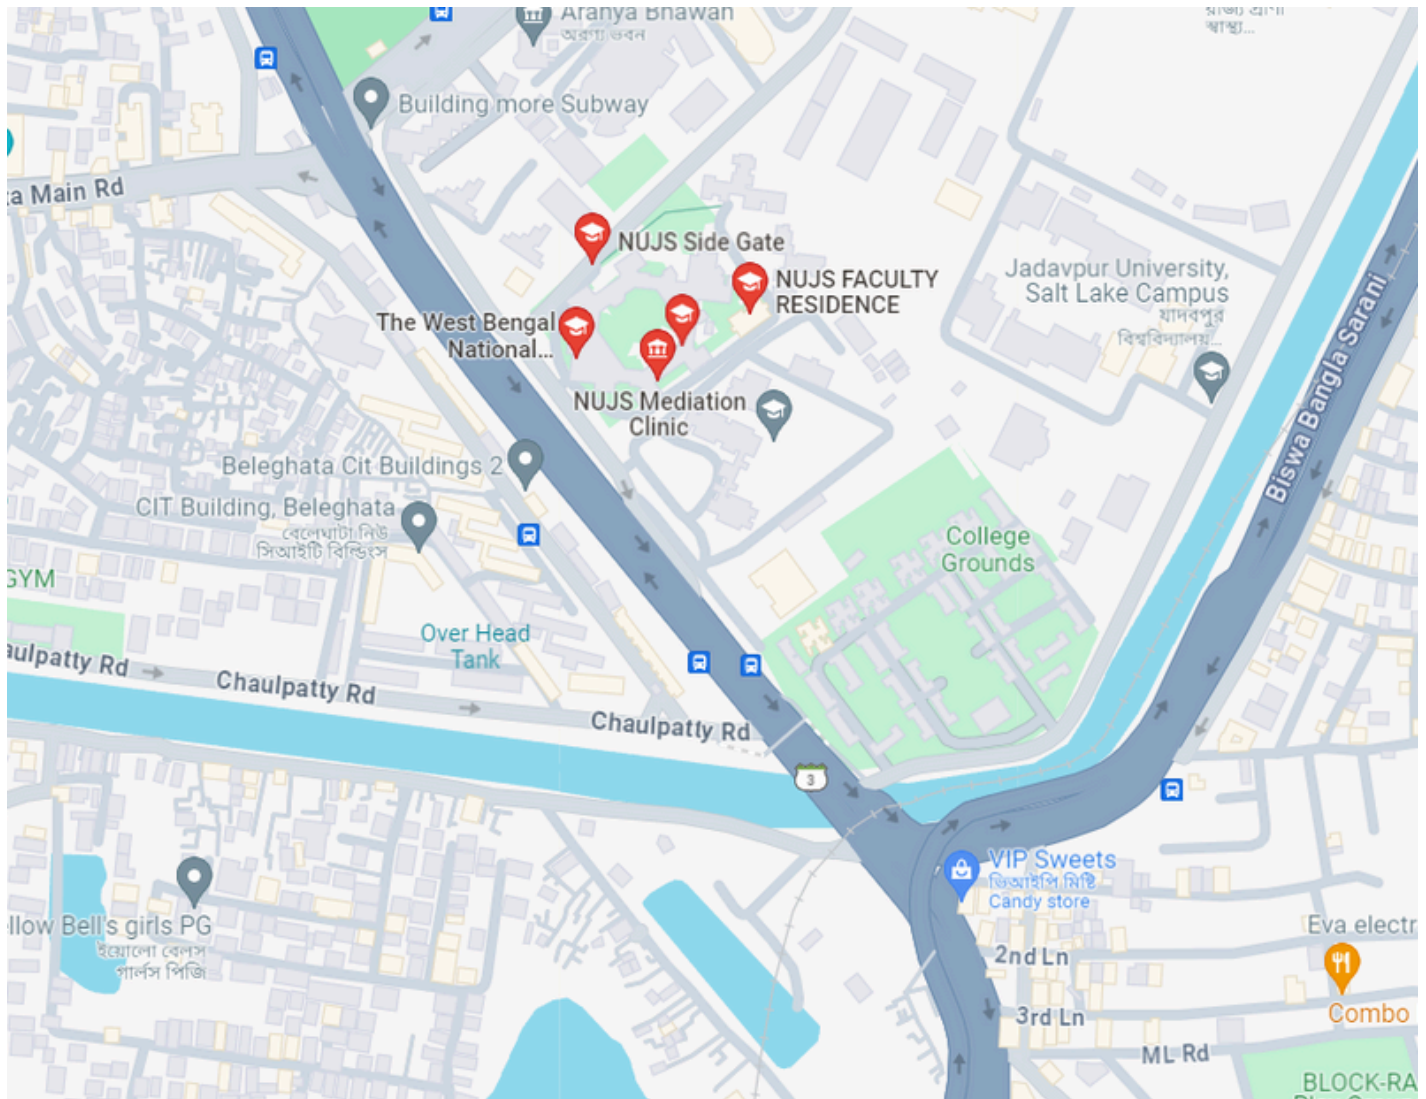 Aranya Bhawan
অরণ্য ভবন
রাজ্য প্রাণী
স্বাস্থ্য...
Building more Subway
ta Main Rd
NUJS Side Gate
NUJS FACULTY
RESIDENCE
Jadavpur University,
Salt Lake Campus
যাদবপুর
বিশ্ববিদ্যালয়...
The West Bengal
National...
NUJS Mediation
Clinic
Biswa Bangla Sarani
Beleghata Cit Buildings 2
CIT Building, Beleghata
বেলেঘাটা নিউ
সিআইটি বিল্ডিংস
College
Grounds
GYM
Over Head
Tank
aulpatty Rd
Chaulpatty Rd
Chaulpatty Rd
3
VIP Sweets
ভিআইপি মিষ্টি
Candy store
ellow Bell's girls PG
ইয়োলো বেলস
গার্লস পিজি
Eva electr
2nd Ln
3rd Ln
Combo
ML Rd
BLOCK-RA